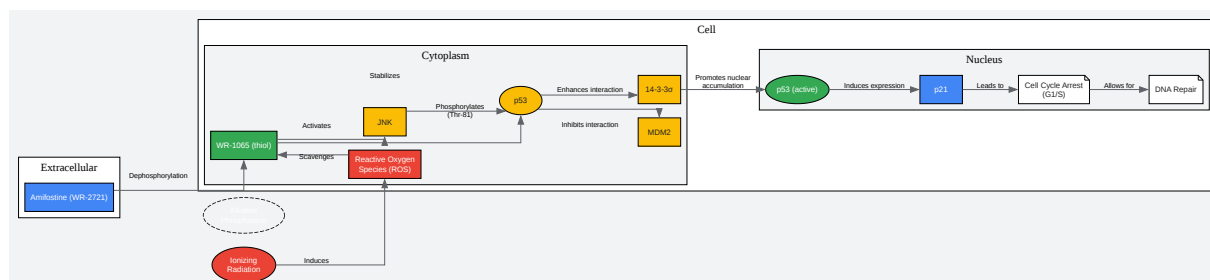 Cell
Cytoplasm
Nucleus
Stabilizes
Promotes nuclear
accumulation
14-3-3σ
Enhances interaction
p53
p53 (active)
Induces expression
p21
Leads to
Cell Cycle Arrest
(G1/S)
Allows for
DNA Repair
Phosphorylates
(Thr-81)
JNK
Activates
Inhibits interaction
MDM2
WR-1065 (thiol)
Scavenges
Reactive Oxygen
Species (ROS)
Extracellular
Dephosphorylation
Amifostine (WR-2721)
Ionizing
Radiation
Induces